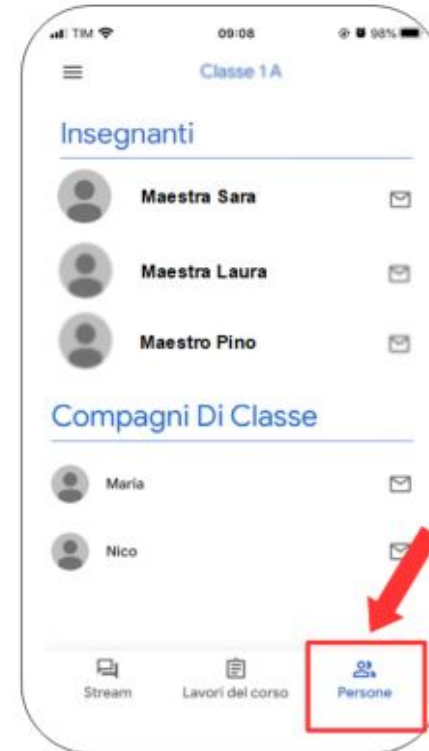 TIM 09:08 98%
Classe 1 A
Insegnanti
Maestra Sara
Maestra Laura
Maestro Pino
Compagni Di Classe
Maria
Nico
Stream Lavori del corso Persone